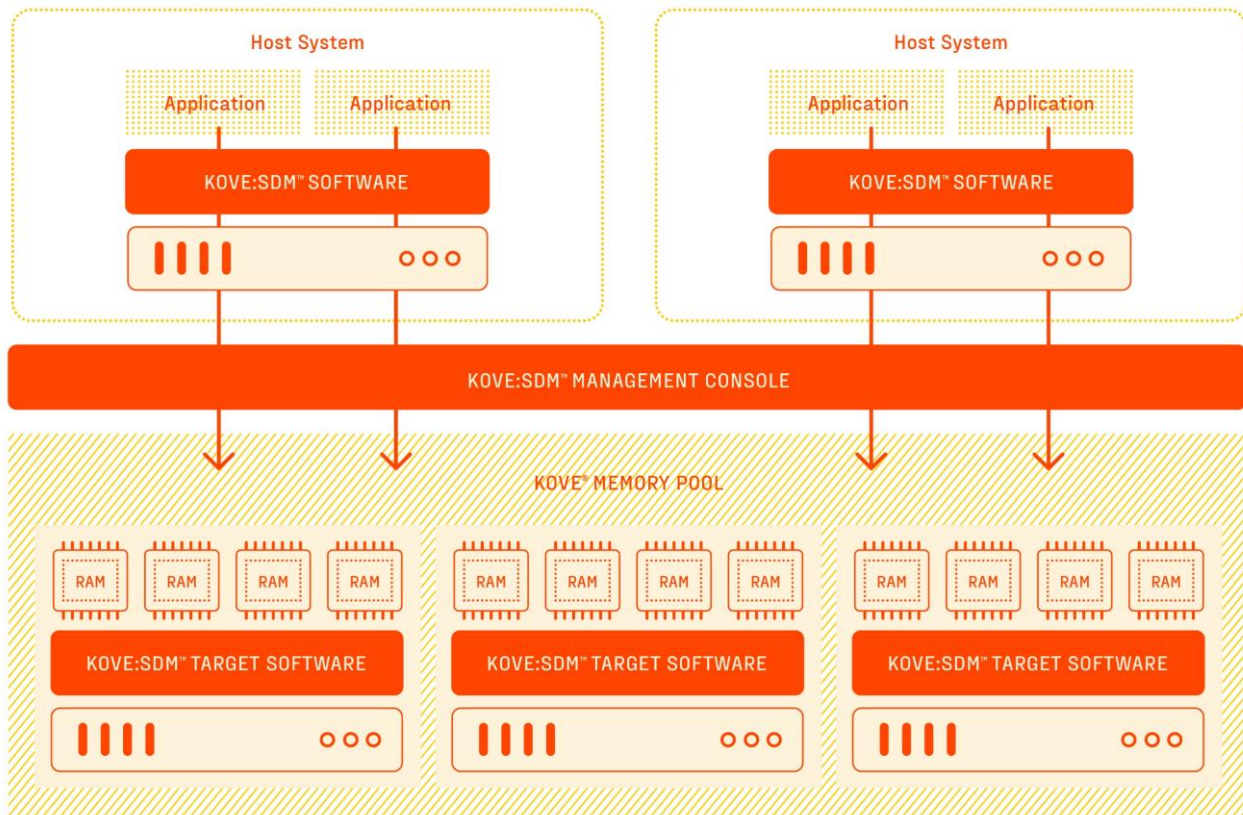 Host System
Host System
Application
Application
Application
Application
KOVE:SDM™ SOFTWARE
KOVE:SDM™ SOFTWARE
KOVE:SDM™ MANAGEMENT CONSOLE
KOVE® MEMORY POOL
RAM
RAM
RAM
RAM
RAM
RAM
RAM
RAM
RAM
RAM
RAM
RAM
KOVE:SDM™ TARGET SOFTWARE
KOVE:SDM™ TARGET SOFTWARE
KOVE:SDM™ TARGET SOFTWARE